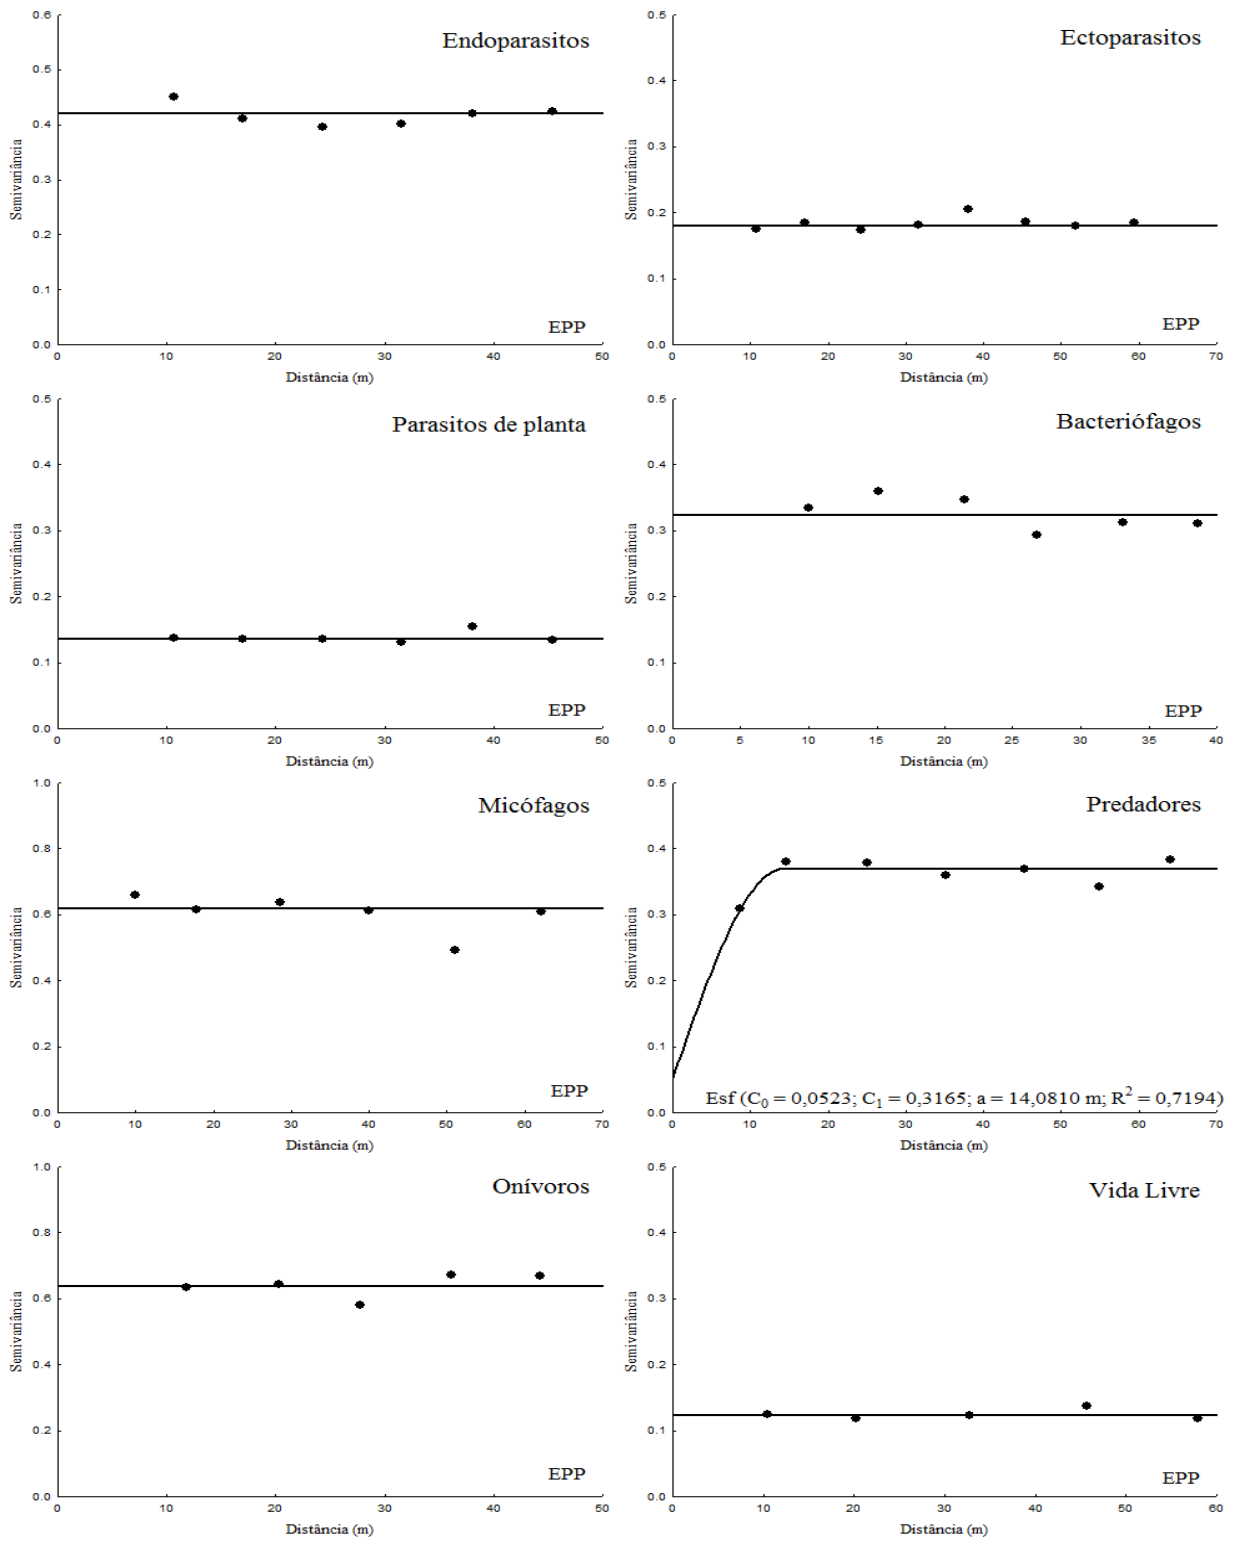 Endoparasitos
Semivariância
0.6
0.5
0.4
0.3
0.2
0.1
0.0
EPP
0 10 20 30 40 50
Distância (m)
Ectoparasitos
Semivariância
0.5
0.4
0.3
0.2
0.1
0.0
EPP
0 10 20 30 40 50 60 70
Distância (m)
Parasitos de planta
Semivariância
0.5
0.4
0.3
0.2
0.1
0.0
EPP
0 10 20 30 40 50
Distância (m)
Bacteriófagos
Semivariância
0.5
0.4
0.3
0.2
0.1
0.0
EPP
0 5 10 15 20 25 30 35 40
Distância (m)
Micófagos
Semivariância
1.0
0.8
0.6
0.4
0.2
0.0
EPP
0 10 20 30 40 50 60 70
Distância (m)
Predadores
Semivariância
0.5
0.4
0.3
0.2
0.1
0.0
Esf (C₀ = 0,0523; C₁ = 0,3165; a = 14,0810 m; R² = 0,7194)
0 10 20 30 40 50 60 70
Distância (m)
Onívoros
Semivariância
1.0
0.8
0.6
0.4
0.2
0.0
EPP
0 10 20 30 40 50
Distância (m)
Vida Livre
Semivariância
0.5
0.4
0.3
0.2
0.1
0.0
EPP
0 10 20 30 40 50 60
Distância (m)